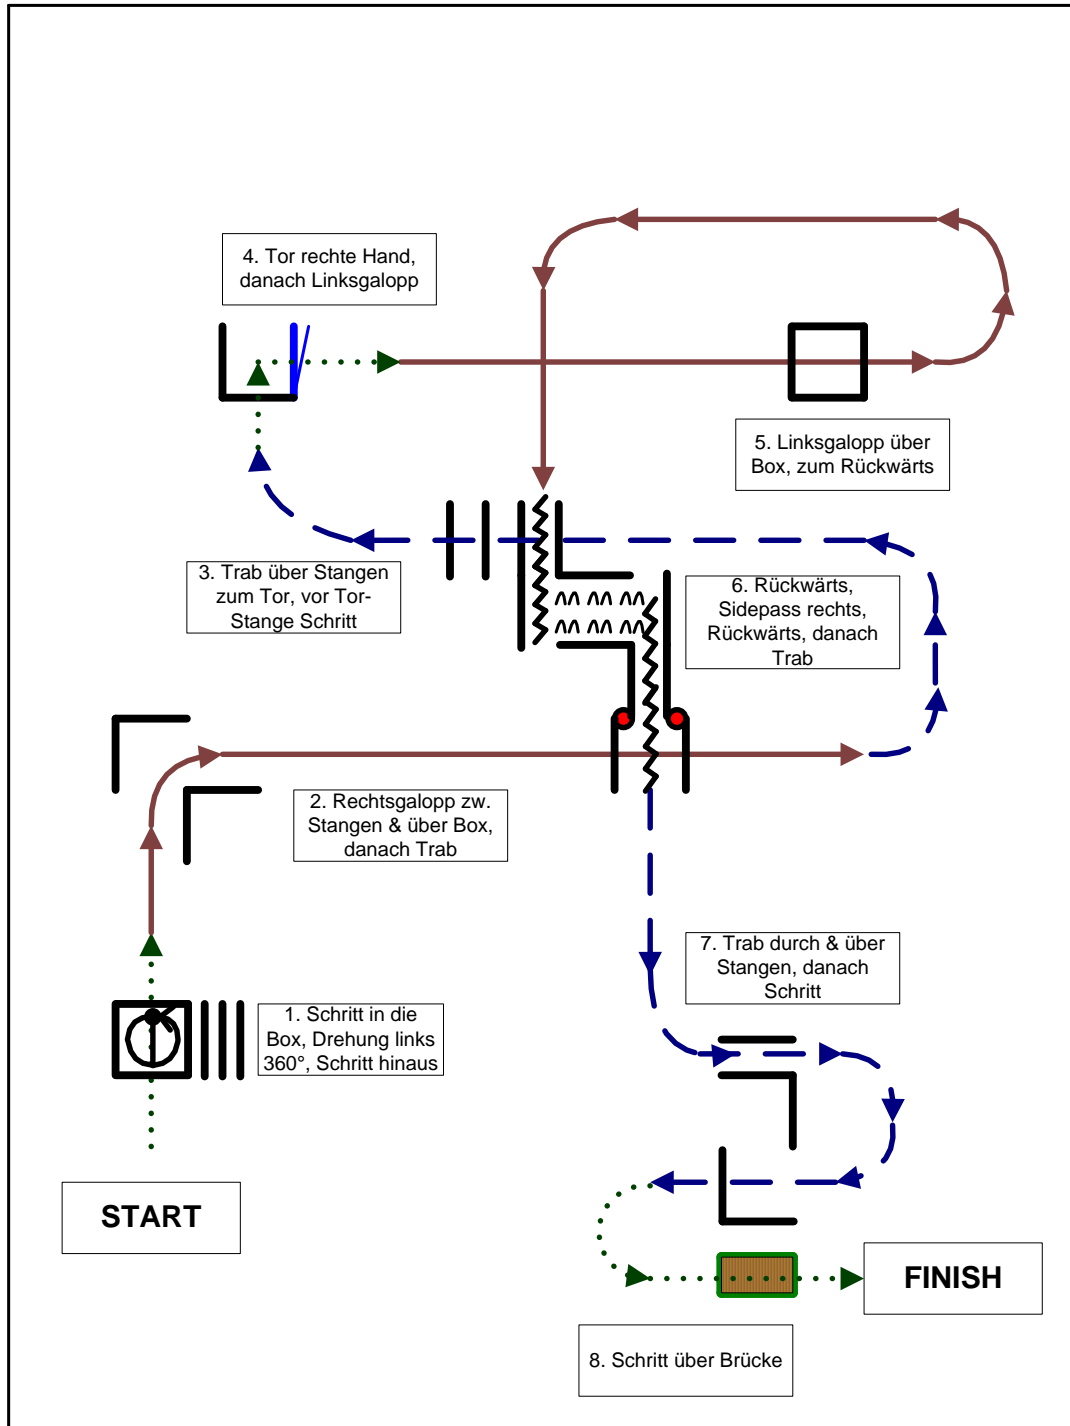 4. Tor rechte Hand,
danach Linksgalopp
5. Linksgalopp über
Box, zum Rückwärts
3. Trab über Stangen
zum Tor, vor Tor-
Stange Schritt
6. Rückwärts,
Sidepass rechts,
Rückwärts, danach
Trab
2. Rechtsgalopp zw.
Stangen & über Box,
danach Trab
7. Trab durch & über
Stangen, danach
Schritt
1. Schritt in die
Box, Drehung links
360°, Schritt hinaus
START
FINISH
8. Schritt über Brücke